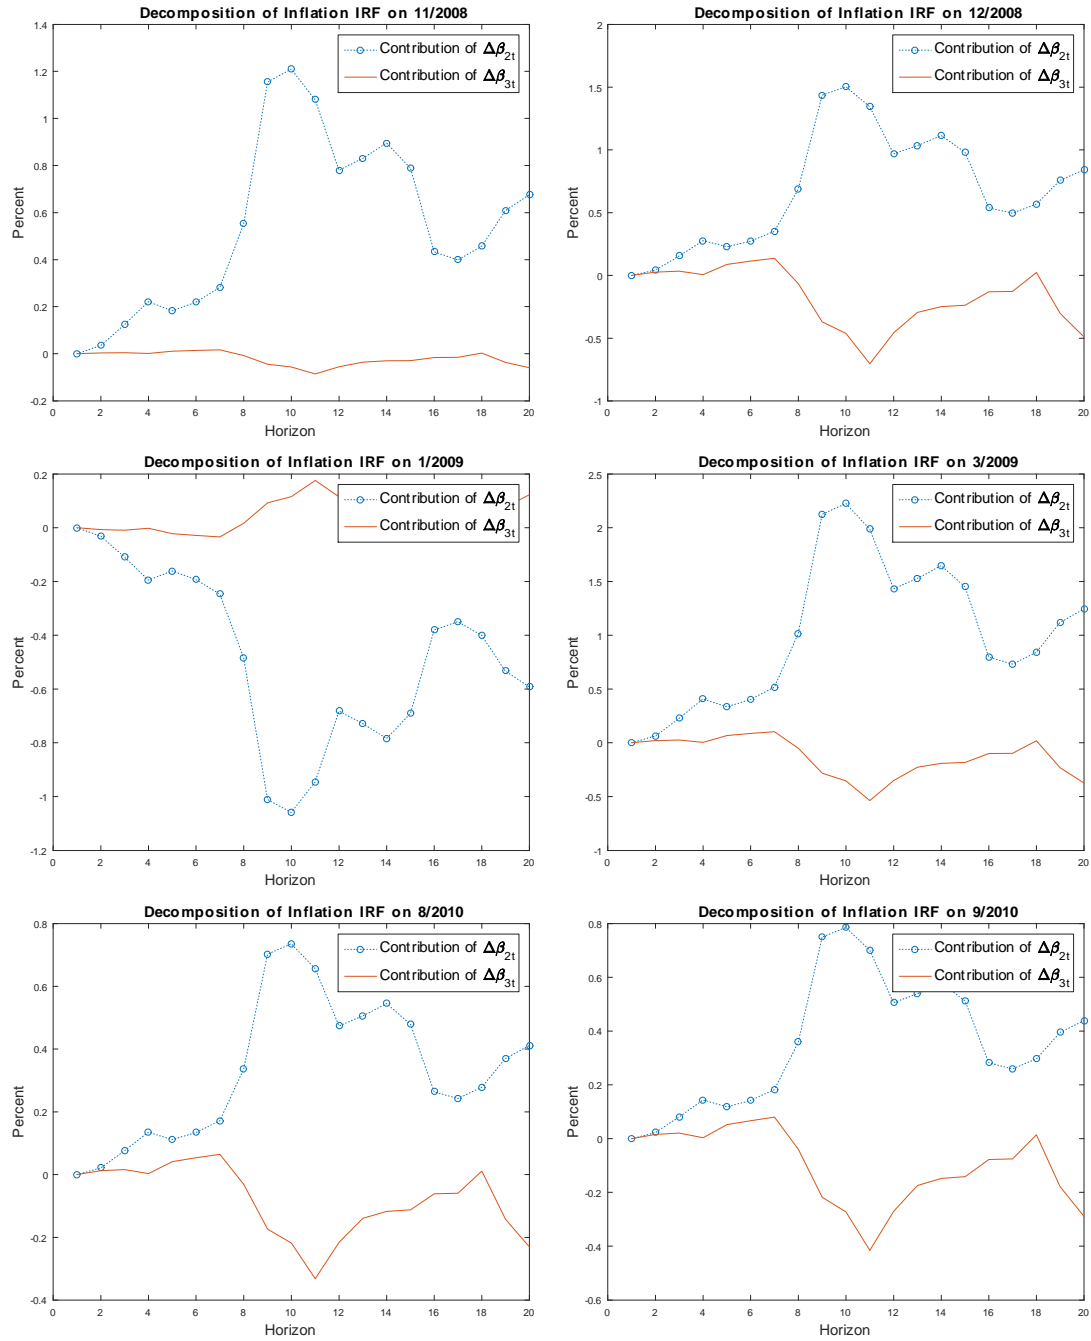 Decomposition of Inflation IRF on 11/2008
1.4
1.2
1
0.8
0.6
0.4
0.2
0
-0.2
Percent
Contribution of Δβ2t
Contribution of Δβ3t
0 2 4 6 8 10 12 14 16 18 20
Horizon
Decomposition of Inflation IRF on 12/2008
2
1.5
1
0.5
0
-0.5
-1
Percent
Contribution of Δβ2t
Contribution of Δβ3t
0 2 4 6 8 10 12 14 16 18 20
Horizon
Decomposition of Inflation IRF on 1/2009
0.2
0
-0.2
-0.4
-0.6
-0.8
-1
-1.2
Percent
Contribution of Δβ2t
Contribution of Δβ3t
0 2 4 6 8 10 12 14 16 18 20
Horizon
Decomposition of Inflation IRF on 3/2009
2.5
2
1.5
1
0.5
0
-0.5
-1
Percent
Contribution of Δβ2t
Contribution of Δβ3t
0 2 4 6 8 10 12 14 16 18 20
Horizon
Decomposition of Inflation IRF on 8/2010
0.8
0.6
0.4
0.2
0
-0.2
-0.4
Percent
Contribution of Δβ2t
Contribution of Δβ3t
0 2 4 6 8 10 12 14 16 18 20
Horizon
Decomposition of Inflation IRF on 9/2010
0.8
0.6
0.4
0.2
0
-0.2
-0.4
-0.6
Percent
Contribution of Δβ2t
Contribution of Δβ3t
0 2 4 6 8 10 12 14 16 18 20
Horizon